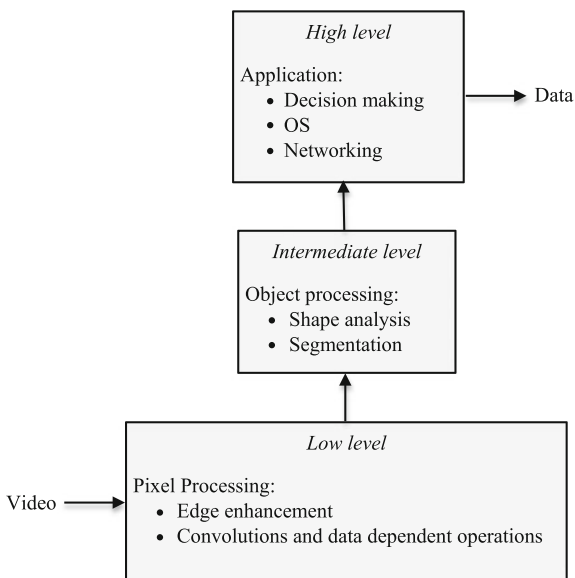 High level
Application:
• Decision making
• OS
• Networking
Data
Intermediate level
Object processing:
• Shape analysis
• Segmentation
Low level
Pixel Processing:
Video
• Edge enhancement
• Convolutions and data dependent operations